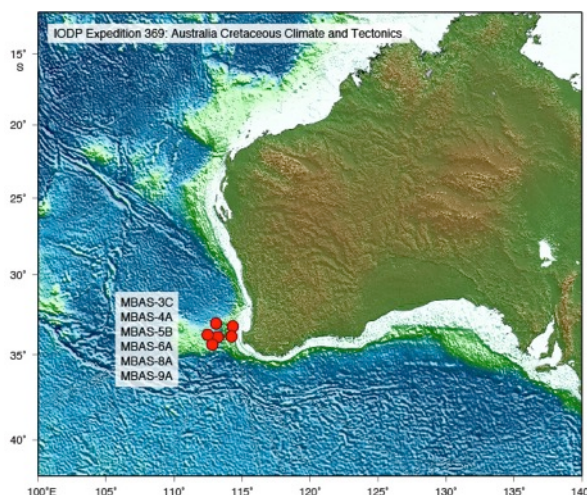 IODP Expedition 369: Australia Cretaceous Climate and Tectonics
15°
S
20°
25°
30°
35°
40°
MBAS-3C
MBAS-4A
MBAS-5B
MBAS-6A
MBAS-8A
MBAS-9A
100°E 105° 110° 115° 120° 125° 130° 135° 140